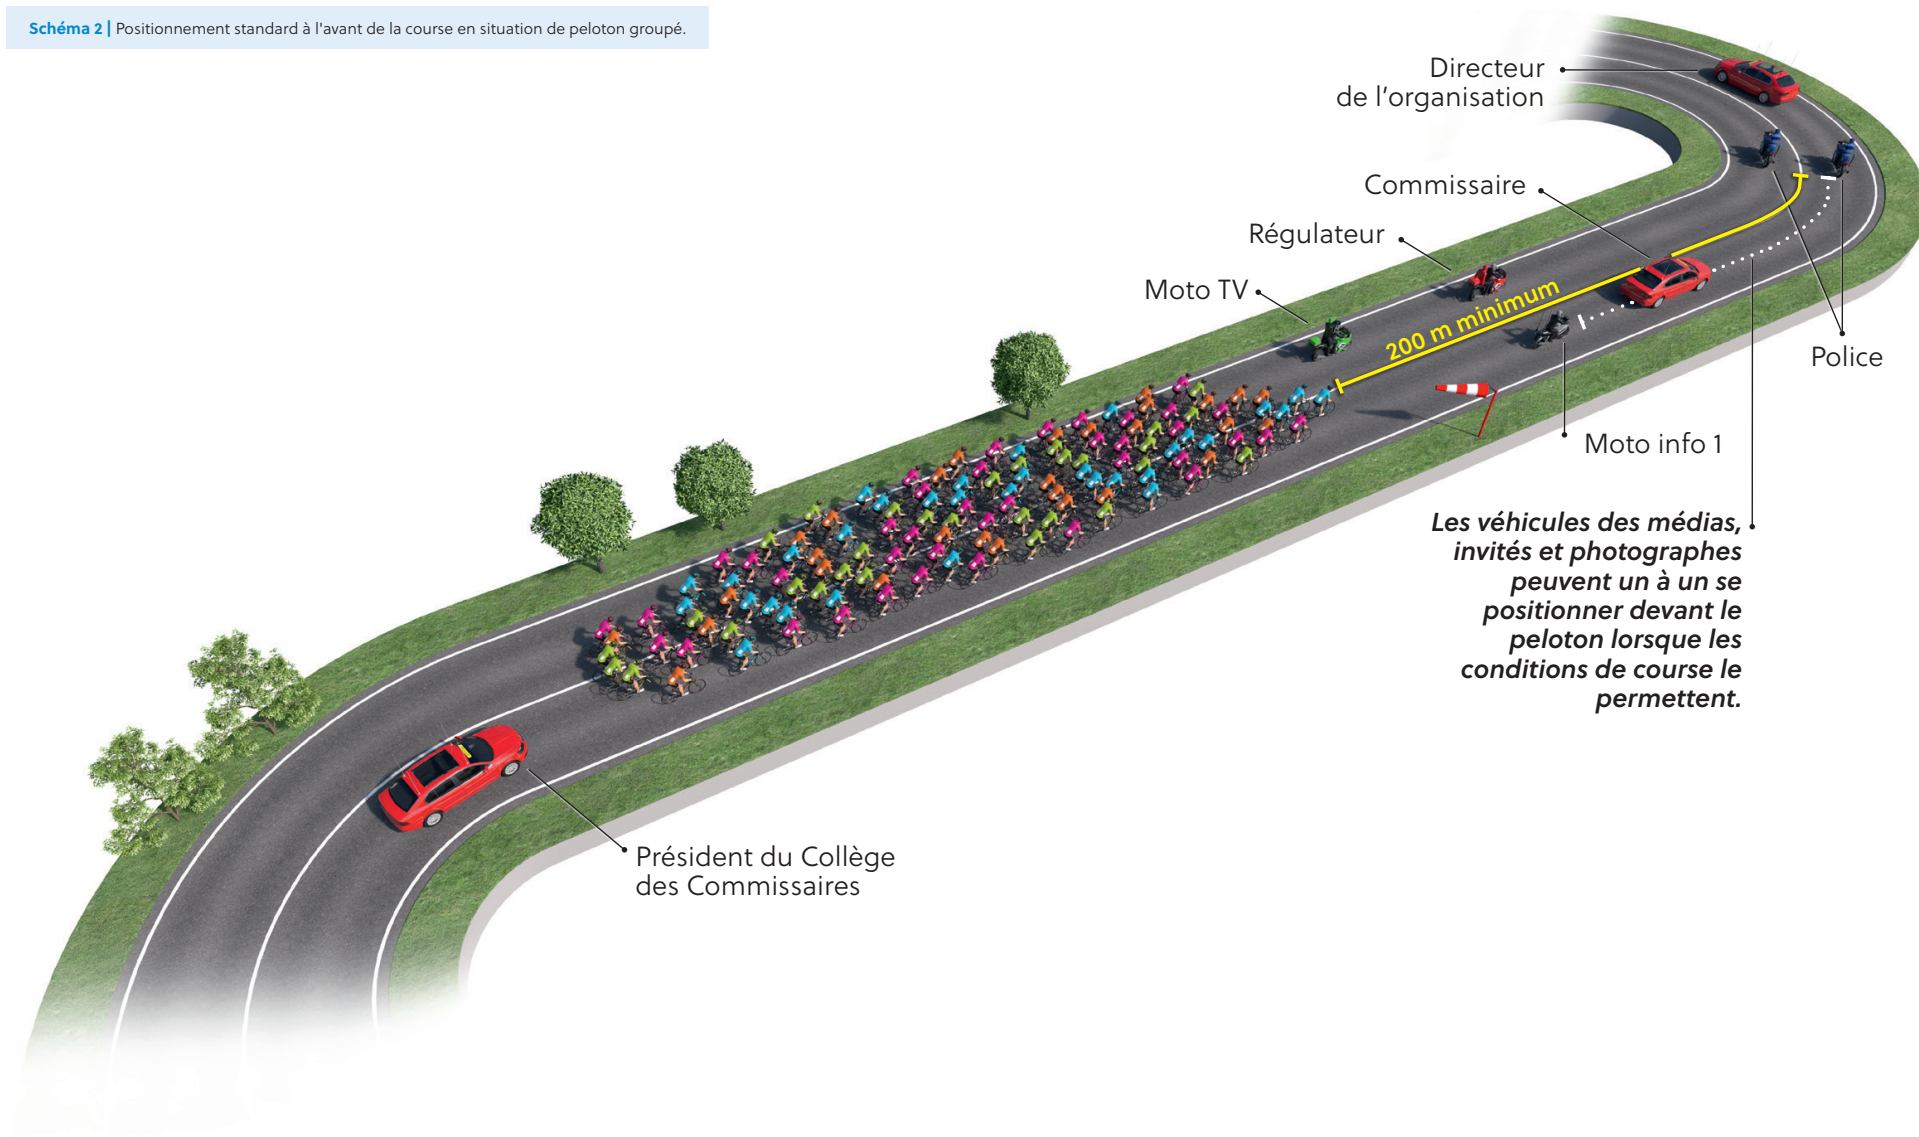 Schéma 2 | Positionnement standard à l'avant de la course en situation de peloton groupé.
Directeur
de l'organisation
Commissaire
Régulateur
Moto TV
200 m minimum
Police
Moto info 1
Les véhicules des médias,
invités et photographes
peuvent un à un se
positionner devant le
peloton lorsque les
conditions de course le
permettent.
Président du Collège
des Commissaires